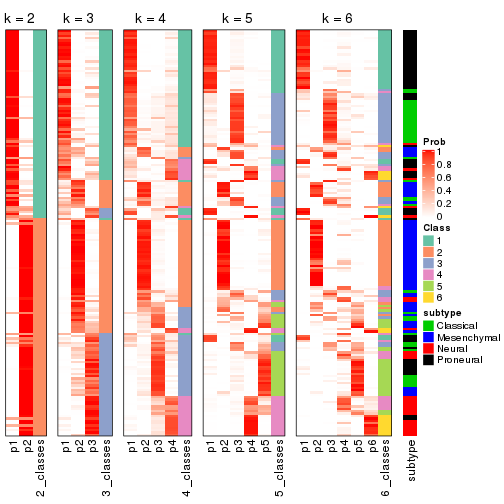 k = 2
k = 3
k = 4
k = 5
k = 6
p1
p2
2_classes
p1
p2
p3
3_classes
p1
p2
p3
p4
4_classes
p1
p2
p3
p4
p5
5_classes
p1
p2
p3
p4
p5
p6
6_classes
subtype
Prob
1
0.8
0.6
0.4
0.2
0
Class
1
2
3
4
5
6
subtype
Classical
Mesenchymal
Neural
Proneural